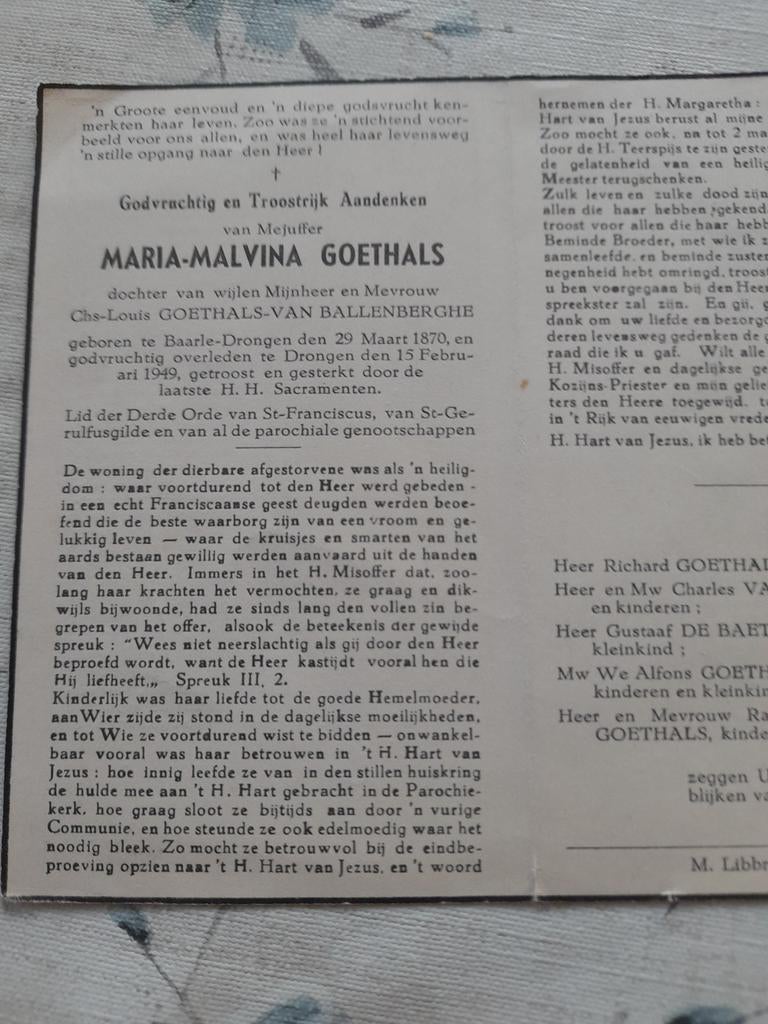 'n Groote eenvoud en 'n diepe godsvrucht ken-
merkten haar leven. Zoo was ze 'n stichtend voor-
beeld voor ons allen, en was heel haar levensweg
'n stille opgang naar den Heer !
†
Godvruchtig en Troostrijk Aandenken
van Mejuffer
MARIA-MALVINA GOETHALS
dochter van wijlen Mijnheer en Mevrouw
Chs-Louis GOETHALS-VAN BALLENBERGHE
geboren te Baarle-Drongen den 29 Maart 1870, en
godvruchtig overleden te Drongen den 15 Febru-
ari 1949, getroost en gesterkt door de
laatste H. H. Sacramenten.
Lid der Derde Orde van St-Franciscus, van St-Ge-
rulfusgilde en van al de parochiale genootschappen
De woning der dierbare afgestorvene was als 'n heilig-
dom : waar voortdurend tot den Heer werd gebeden -
in een echt Franciscaanse geest deugden werden beoe-
fend die de beste waarborg zijn van een vroom en ge-
lukkig leven — waar de kruisjes en smarten van het
aards bestaan gewillig werden aanvaard uit de handen
van den Heer. Immers in het H. Misoffer dat, zoo-
lang haar krachten het vermochten, ze graag en dik-
wijls bijwoonde, had ze sinds lang den vollen zin be-
grepen van het offer, alsook de beteekenis der gewijde
spreuk : "Wees niet neerslachtig als gij door den Heer
beproefd wordt, want de Heer kastijdt vooral hen die
Hij liefheeft„ Spreuk III, 2.
Kinderlijk was haar liefde tot de goede Hemelmoeder,
aan Wier zijde zij stond in de dagelijkse moeilijkheden,
en tot Wie ze voortdurend wist te bidden — onwankel-
baar vooral was haar betrouwen in 't H. Hart van
Jezus : hoe innig leefde ze van in den stillen huiskring
de hulde mee aan 't H. Hart gebracht in de Parochie-
kerk, hoe graag sloot ze bijtijds aan door 'n vurige
Communie, en hoe steunde ze ook edelmoedig waar het
noodig bleek. Zo mocht ze betrouwvol bij de eindbe-
proeving opzien naar 't H. Hart van Jezus, en 't woord
hernemen der H. Margaretha :
Hart van Jezus berust al mijne
Zoo mocht ze ook, na tot 2 ma
door de H. Teerspijs te zijn geste
de gelatenheid van een heilig
Meester terugschenken.
Zulk leven en zulke dood zijn
allen die haar hebben gekend
troost voor allen die haar hebb
Beminde Broeder, met wie ik z
samenleefde, en beminde zuster
negenheid hebt omringd, troost
u ben voorgegaan bij den Heer
spreekster zal zijn. En gij, g
dank om uw liefde en bezorgd
deren levensweg gedenken de g
raad die ik u gaf. Wilt alle
H. Misoffer en dagelijkse ge
Kozijns-Priester en mijn gelie
ters den Heere toegewijd, t
in 't Rijk van eeuwigen vrede
H. Hart van Jezus, ik heb bet
Heer Richard GOETHAL
Heer en Mw Charles VA
en kinderen ;
Heer Gustaaf DE BAET
kleinkind ;
Mw We Alfons GOETH
kinderen en kleinkin
Heer en Mevrouw Ra
GOETHALS, kinde
zeggen U
blijken va
M. Libbr